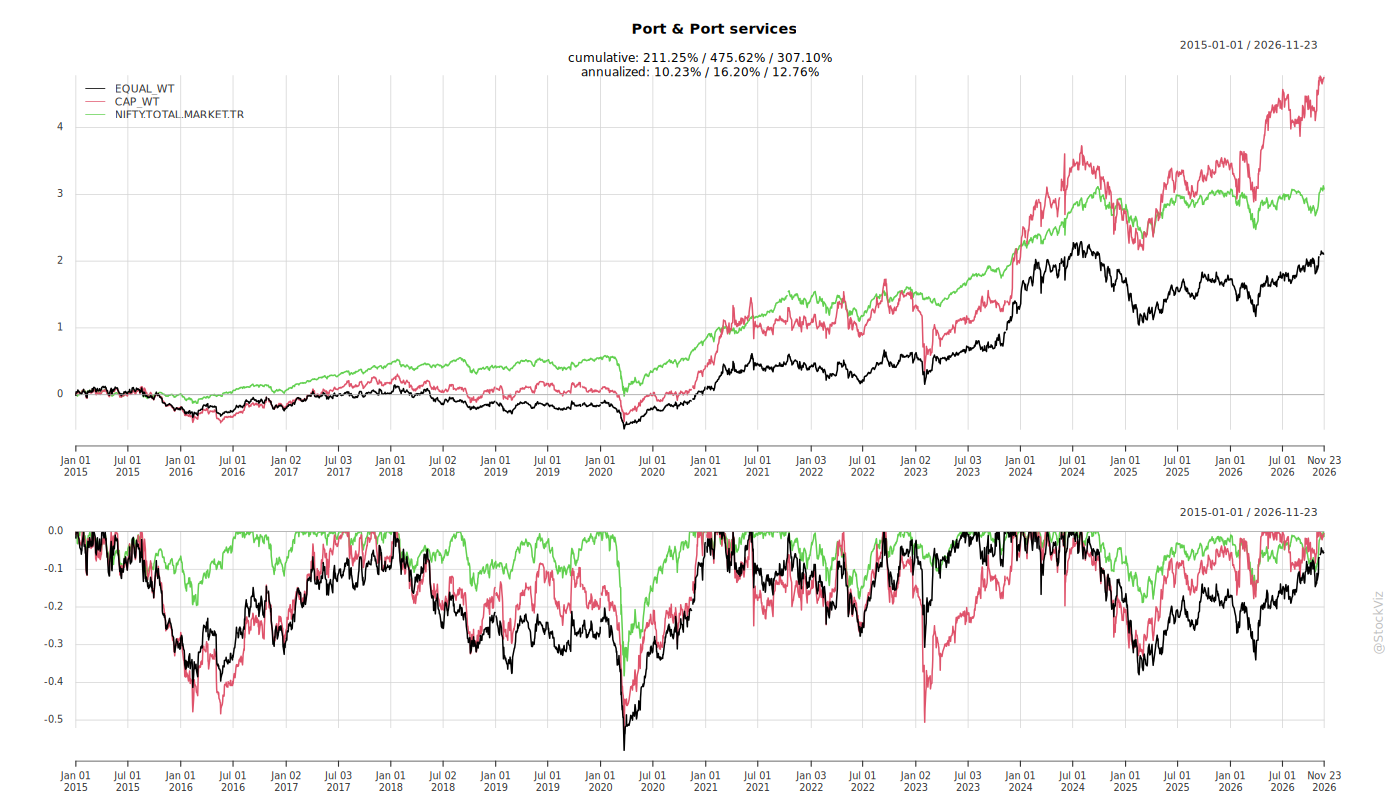 Port & Port services
2015-01-01 / 2026-11-23
cumulative: 211.25% / 475.62% / 307.10%
annualized: 10.23% / 16.20% / 12.76%
EQUAL_WT
CAP_WT
NIFTY.TOTAL.MARKET.TR
4
3
2
1
0
Jan 01 Jul 01 Jan 01 Jul 01 Jan 02 Jul 03 Jan 01 Jul 02 Jan 01 Jul 01 Jan 01 Jul 01 Jan 01 Jul 01 Jan 03 Jul 01 Jan 02 Jul 03 Jan 01 Jul 01 Jan 01 Jul 01 Jan 01 Jul 01 Nov 23
2015 2015 2016 2016 2017 2017 2018 2018 2019 2019 2020 2020 2021 2021 2022 2022 2023 2023 2024 2024 2025 2025 2026 2026 2026
2015-01-01 / 2026-11-23
0.0
-0.1
-0.2
-0.3
-0.4
-0.5
Jan 01 Jul 01 Jan 01 Jul 01 Jan 02 Jul 03 Jan 01 Jul 02 Jan 01 Jul 01 Jan 01 Jul 01 Jan 01 Jul 01 Jan 03 Jul 01 Jan 02 Jul 03 Jan 01 Jul 01 Jan 01 Jul 01 Jan 01 Jul 01 Nov 23
2015 2015 2016 2016 2017 2017 2018 2018 2019 2019 2020 2020 2021 2021 2022 2022 2023 2023 2024 2024 2025 2025 2026 2026 2026
@StockViz